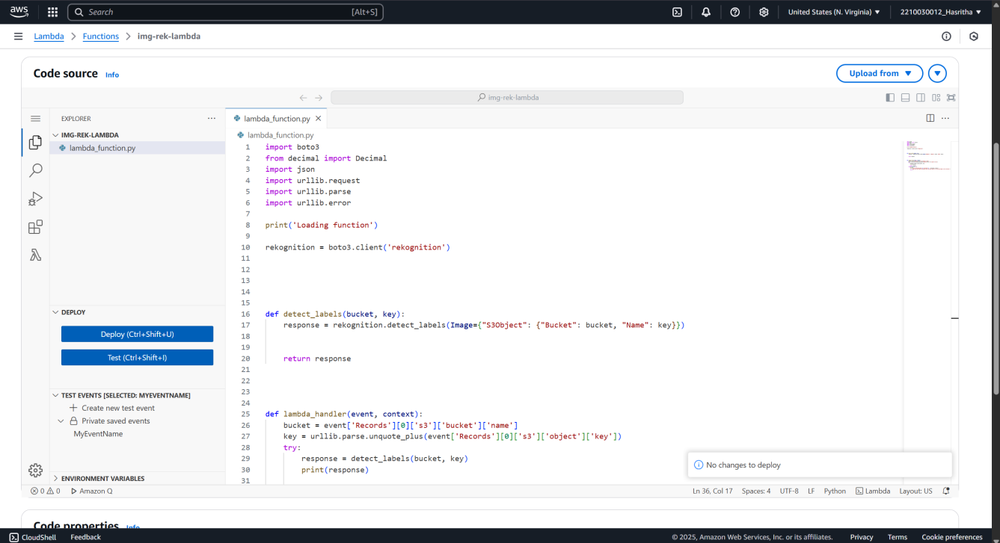 aws
Search [Alt+S]
United States (N. Virginia) ▼
2210030012_Hasritha ▼
Lambda > Functions > img-rek-lambda
Code source Info
Upload from ▼
img-rek-lambda
EXPLORER
IMG-REK-LAMBDA
lambda_function.py
DEPLOY
Deploy (Ctrl+Shift+U)
Test (Ctrl+Shift+I)
TEST EVENTS [SELECTED: MYEVENTNAME]
Create new test event
Private saved events
MyEventName
ENVIRONMENT VARIABLES
lambda_function.py
lambda_function.py
1 import boto3
2 from decimal import Decimal
3 import json
4 import urllib.request
5 import urllib.parse
6 import urllib.error
7
8 print('Loading function')
9
10 rekognition = boto3.client('rekognition')
11
12
13
14
15
16 def detect_labels(bucket, key):
17     response = rekognition.detect_labels(Image={"S3Object": {"Bucket": bucket, "Name": key}})
18
19
20     return response
21
22
23
24
25 def lambda_handler(event, context):
26     bucket = event['Records'][0]['s3']['bucket']['name']
27     key = urllib.parse.unquote_plus(event['Records'][0]['s3']['object']['key'])
28     try:
29         response = detect_labels(bucket, key)
30         print(response)
31
No changes to deploy
0 0 Amazon Q
Ln 36, Col 17 Spaces: 4 UTF-8 LF Python Lambda Layout: US
Code properties Info
CloudShell Feedback
© 2025, Amazon Web Services, Inc. or its affiliates. Privacy Terms Cookie preferences